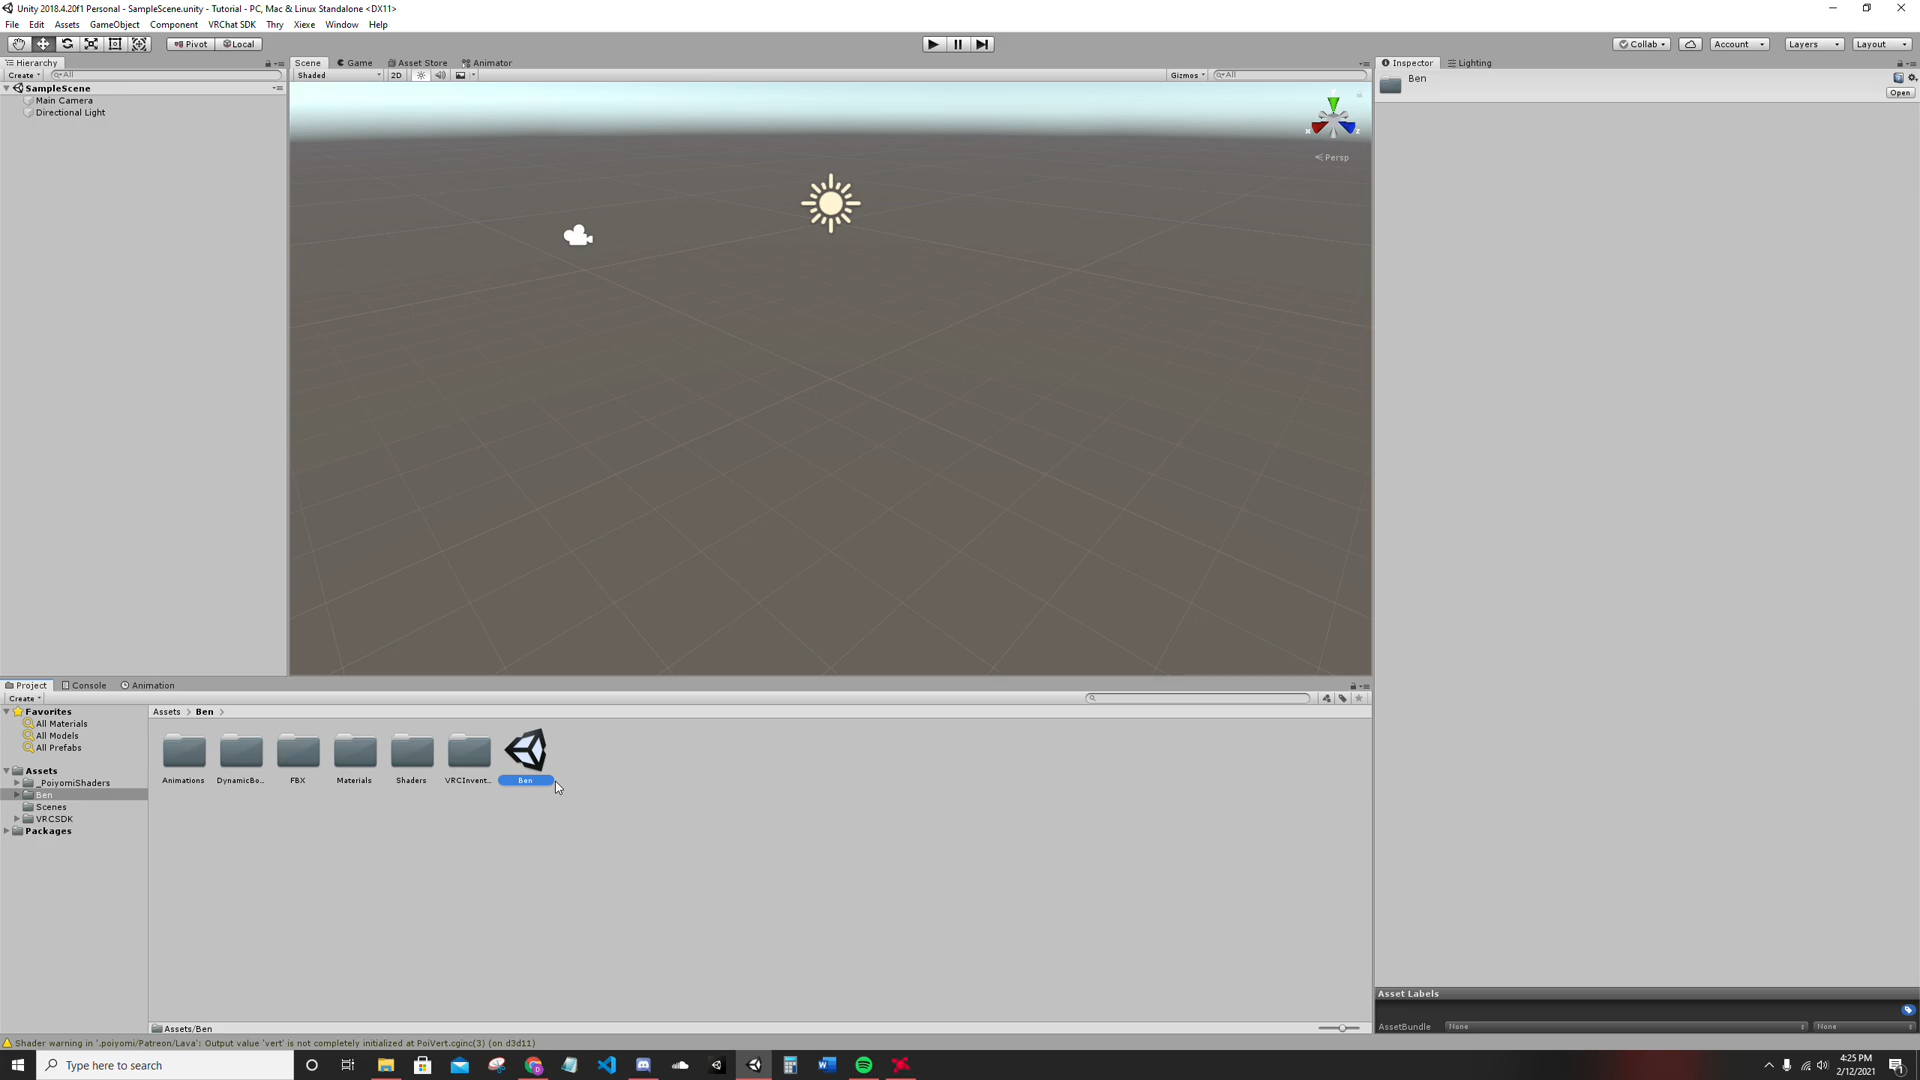 Unity 2018.4.20f1 Personal - SampleScene.unity - Tutorial - PC, Mac & Linux Standalone <DX11>
File Edit Assets GameObject Component VRChat SDK Thry Xiexe Window Help
Pivot Local Collab Account Layers Layout
Hierarchy Scene Game Asset Store Animator Inspector Lighting
Create All Shaded 2D Gizmos All Ben
Open
SampleScene
Main Camera
Directional Light
x z
Persp
Project Console Animation
Create
Favorites Assets > Ben >
All Materials
All Models
All Prefabs
Assets
_PoiyomiShaders
Ben
Scenes
VRCSDK
Packages
Animations DynamicBo... FBX Materials Shaders VRCInvent... Ben
Asset Labels
AssetBundle None None
Assets/Ben
Shader warning in '.poiyomi/Patreon/Lava': Output value 'vert' is not completely initialized at PoiVert.cginc(3) (on d3d11)
Type here to search
4:25 PM
2/12/2021